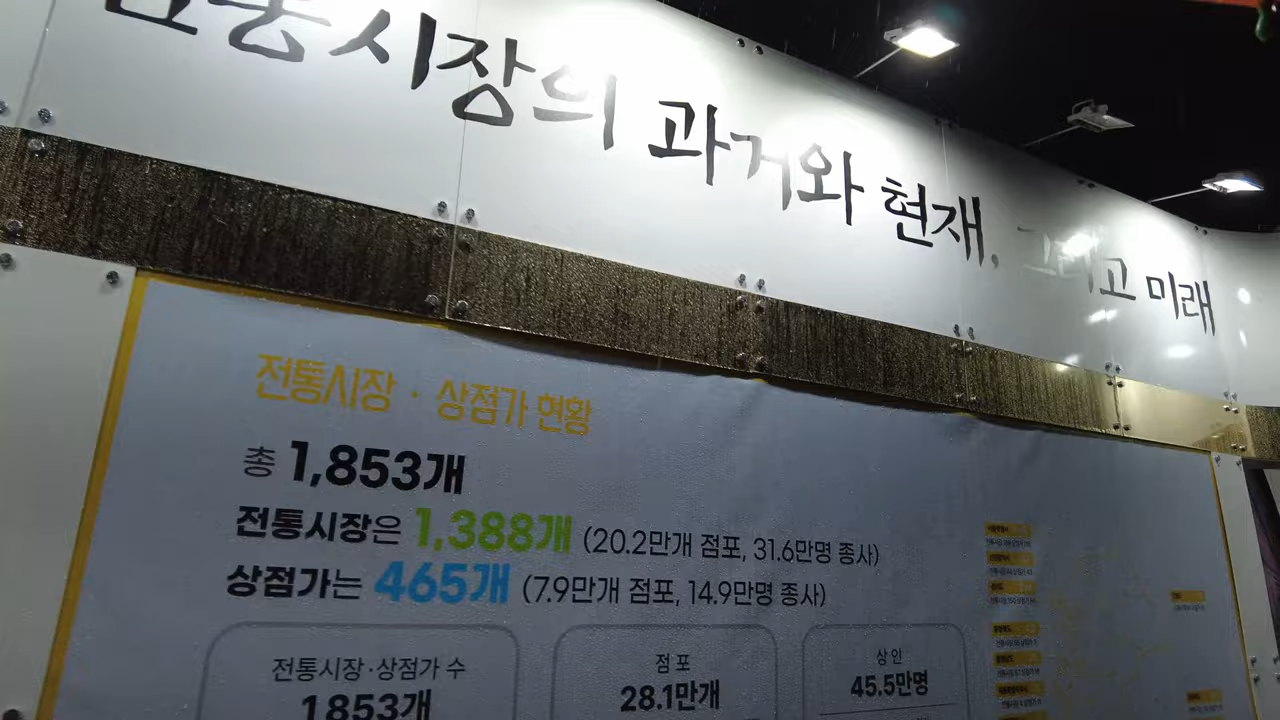 전통시장의 과거와 현재, 그리고 미래
전통시장 · 상점가 현황
총 1,853개
전통시장은 1,388개 (20.2만개 점포, 31.6만명 종사)
상점가는 465개 (7.9만개 점포, 14.9만명 종사)
전통시장·상점가 수
1853개
점포
28.1만개
상인
45.5만명